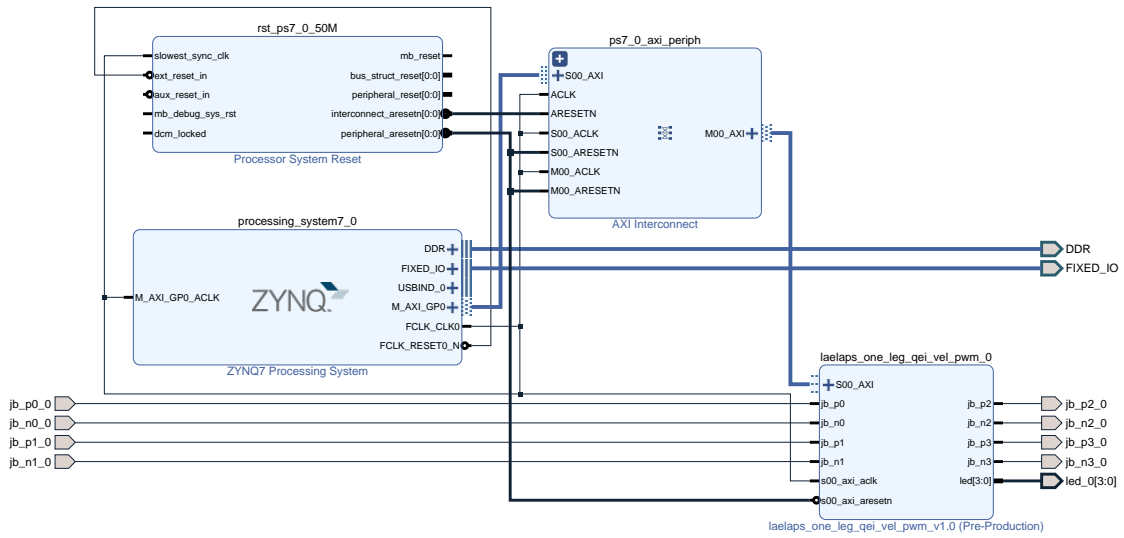 rst_ps7_0_50M
slowest_sync_clk
ext_reset_in
aux_reset_in
mb_debug_sys_rst
dcm_locked
mb_reset
bus_struct_reset[0:0]
peripheral_reset[0:0]
interconnect_aresetn[0:0]
peripheral_aresetn[0:0]
Processor System Reset
ps7_0_axi_periph
S00_AXI
ACLK
ARESETN
S00_ACLK
S00_ARESETN
M00_ACLK
M00_ARESETN
M00_AXI
AXI Interconnect
processing_system7_0
M_AXI_GP0_ACLK
ZYNQ
DDR
FIXED_IO
USBIND_0
M_AXI_GP0
FCLK_CLK0
FCLK_RESET0_N
ZYNQ7 Processing System
DDR
FIXED_IO
jb_p0_0
jb_n0_0
jb_p1_0
jb_n1_0
laelaps_one_leg_qei_vel_pwm_0
S00_AXI
jb_p0
jb_n0
jb_p1
jb_n1
s00_axi_aclk
s00_axi_aresetn
jb_p2
jb_n2
jb_p3
jb_n3
led[3:0]
laelaps_one_leg_qei_vel_pwm_v1.0 (Pre-Production)
jb_p2_0
jb_n2_0
jb_p3_0
jb_n3_0
led_0[3:0]